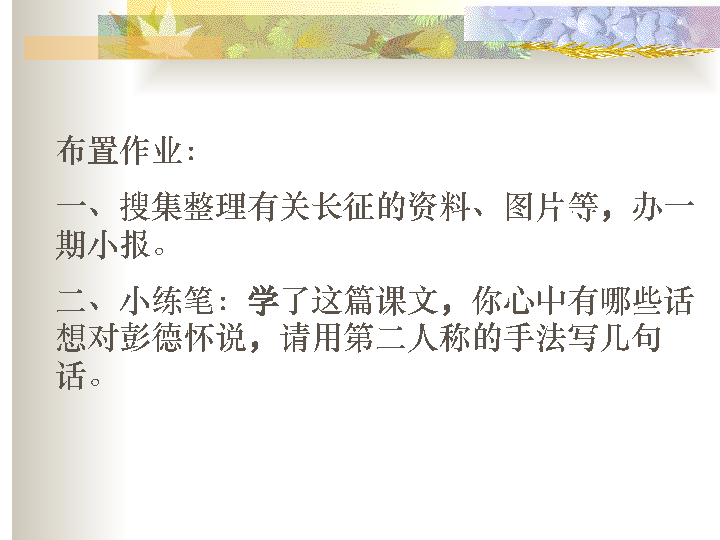 布置作业：
一、搜集整理有关长征的资料、图片等，办一
期小报。
二、小练笔：学了这篇课文，你心中有哪些话
想对彭德怀说，请用第二人称的手法写几句
话。